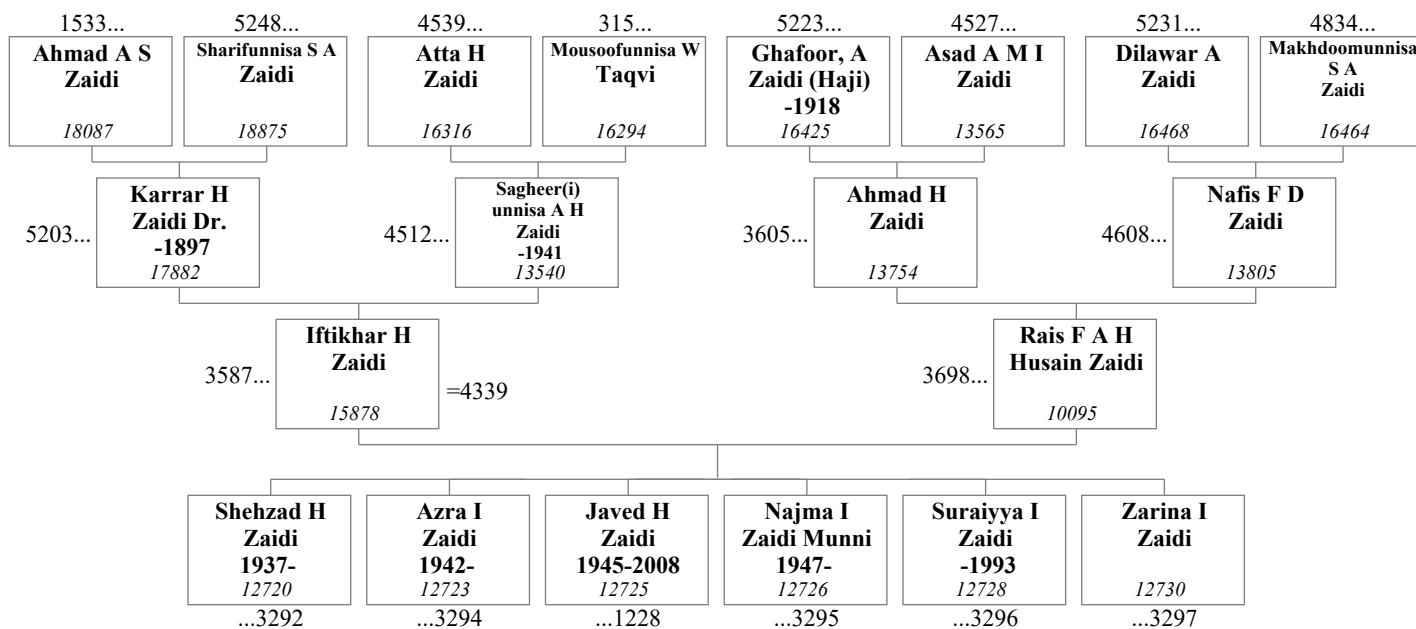 1533... 5248... 4539... 315... 5223... 4527... 5231... 4834...
Ahmad A S
Zaidi
18087
Sharifunnisa S A
Zaidi
18875
Atta H
Zaidi
16316
Mousoofunnisa W
Taqvi
16294
Ghafoor, A
Zaidi (Haji)
-1918
16425
Asad A M I
Zaidi
13565
Dilawar A
Zaidi
16468
Makhdoomunnisa
S A
Zaidi
16464
5203...
Karrar H
Zaidi Dr.
-1897
17882
4512...
Sagheer(i)
unnisa A H
Zaidi
-1941
13540
3605...
Ahmad H
Zaidi
13754
4608...
Nafis F D
Zaidi
13805
3587...
Iftikhar H
Zaidi
15878
=4339
3698...
Rais F A H
Husain Zaidi
10095
Shehzad H
Zaidi
1937-
12720
...3292
Azra I
Zaidi
1942-
12723
...3294
Javed H
Zaidi
1945-2008
12725
...1228
Najma I
Zaidi Munni
1947-
12726
...3295
Suraiyya I
Zaidi
-1993
12728
...3296
Zarina I
Zaidi
12730
...3297